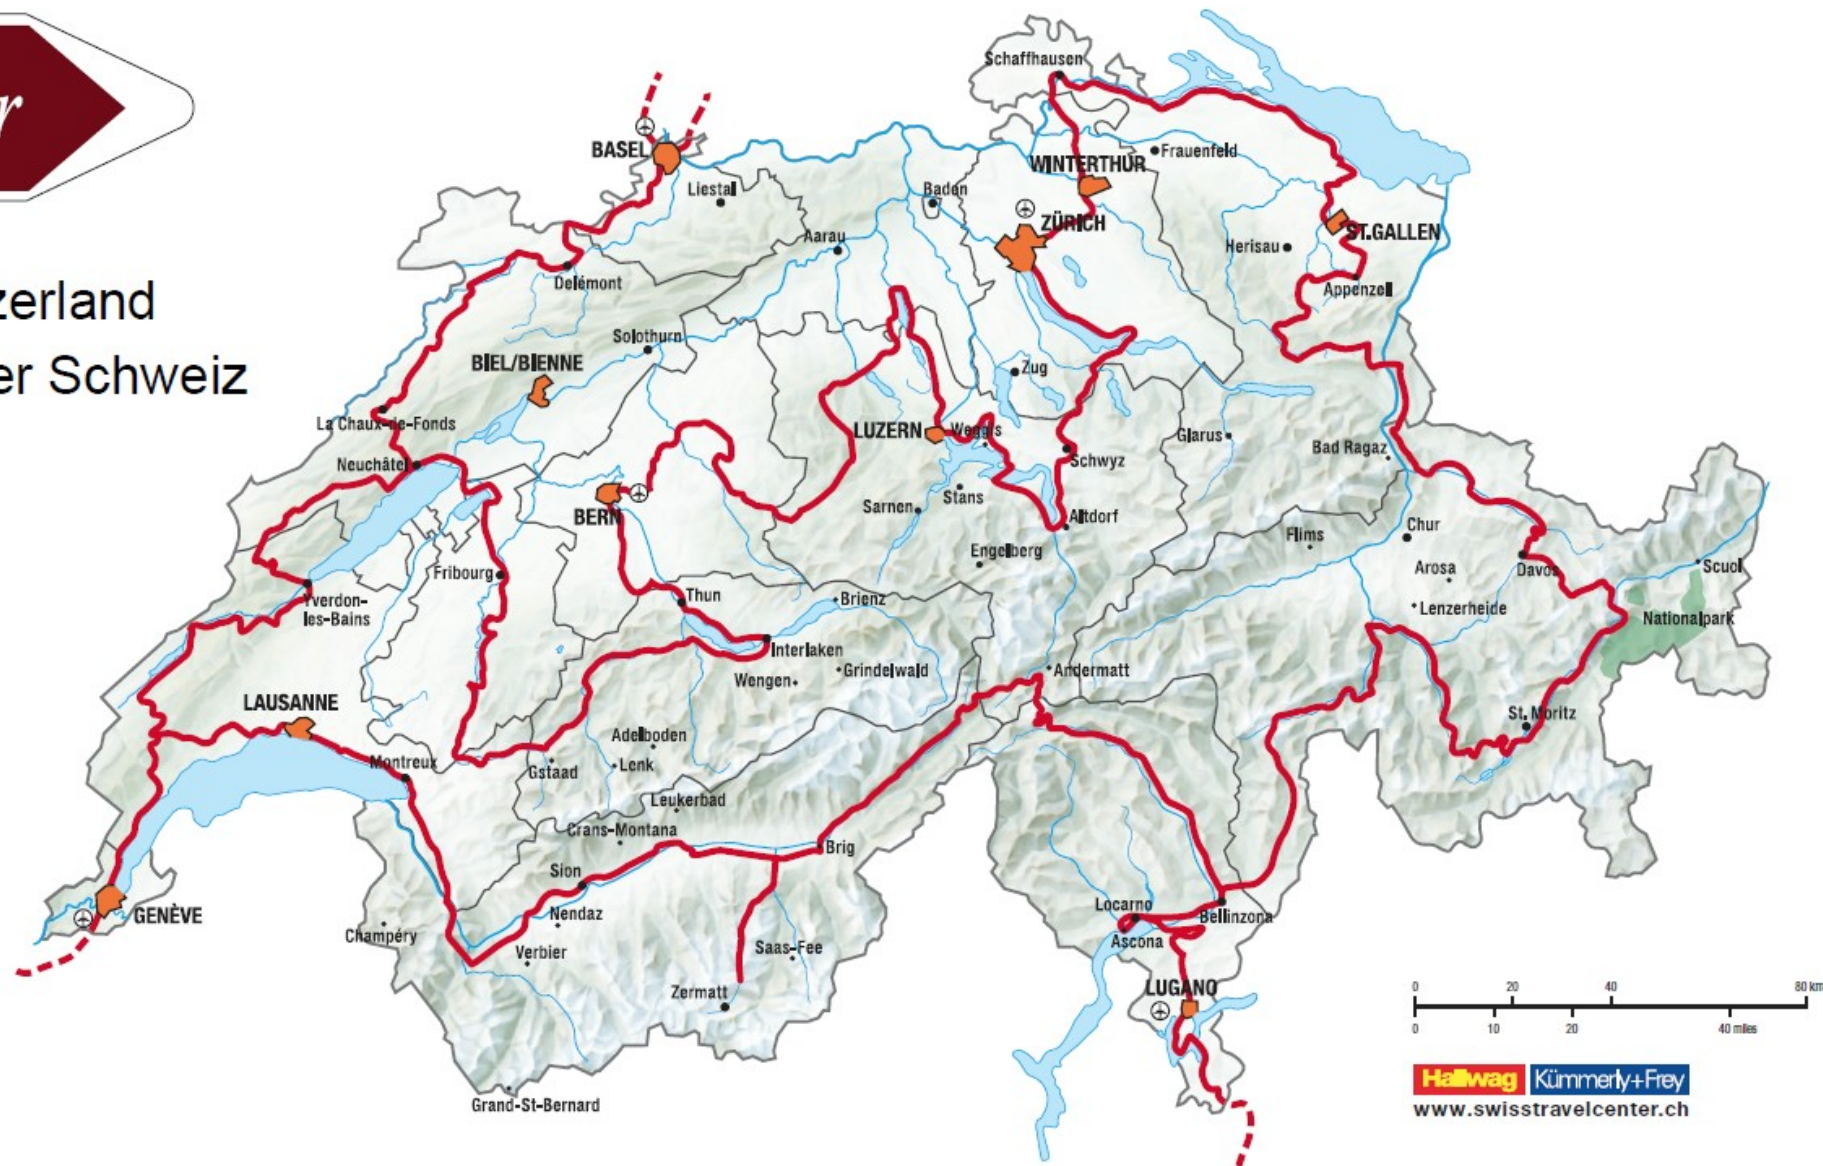 r
zerland
er Schweiz
Schaffhausen
BASEL
Liestal
Baden
WINTERTHUR
Frauenfeld
ZÜRICH
Aarau
Herisau
ST.GALLEN
Delémont
Appenzell
Solothurn
BIEL/BIENNE
Zug
La Chaux-de-Fonds
LUZERN
Weggis
Glarus
Bad Ragaz
Neuchâtel
Schwyz
BERN
Sarnen
Stans
Altdorf
Chur
Flims
Engelberg
Fribourg
Arosa
Davos
Scuol
Yverdon-
les-Bains
Thun
Brienz
Lenzerheide
Nationalpark
Interlaken
Wengen
Grindelwald
Andermatt
LAUSANNE
St. Moritz
Adelboden
Montreux
Gstaad
Lenk
Leukerbad
Crans-Montana
Brig
Sion
GENÈVE
Nendaz
Locarno
Bellinzona
Champéry
Verbier
Saas-Fee
Ascona
Zermatt
LUGANO
0 20 40 80 km
0 10 20 40 miles
Hallwag Kümmerly+Frey
www.swisstravelcenter.ch
Grand-St-Bernard